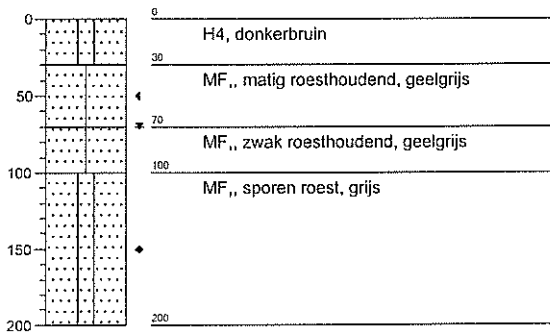 0
0
H4, donkerbruin
30
MF,, matig roesthoudend, geelgrijs
50
70
MF,, zwak roesthoudend, geelgrijs
100
100
MF,, sporen roest, grijs
150
200
200